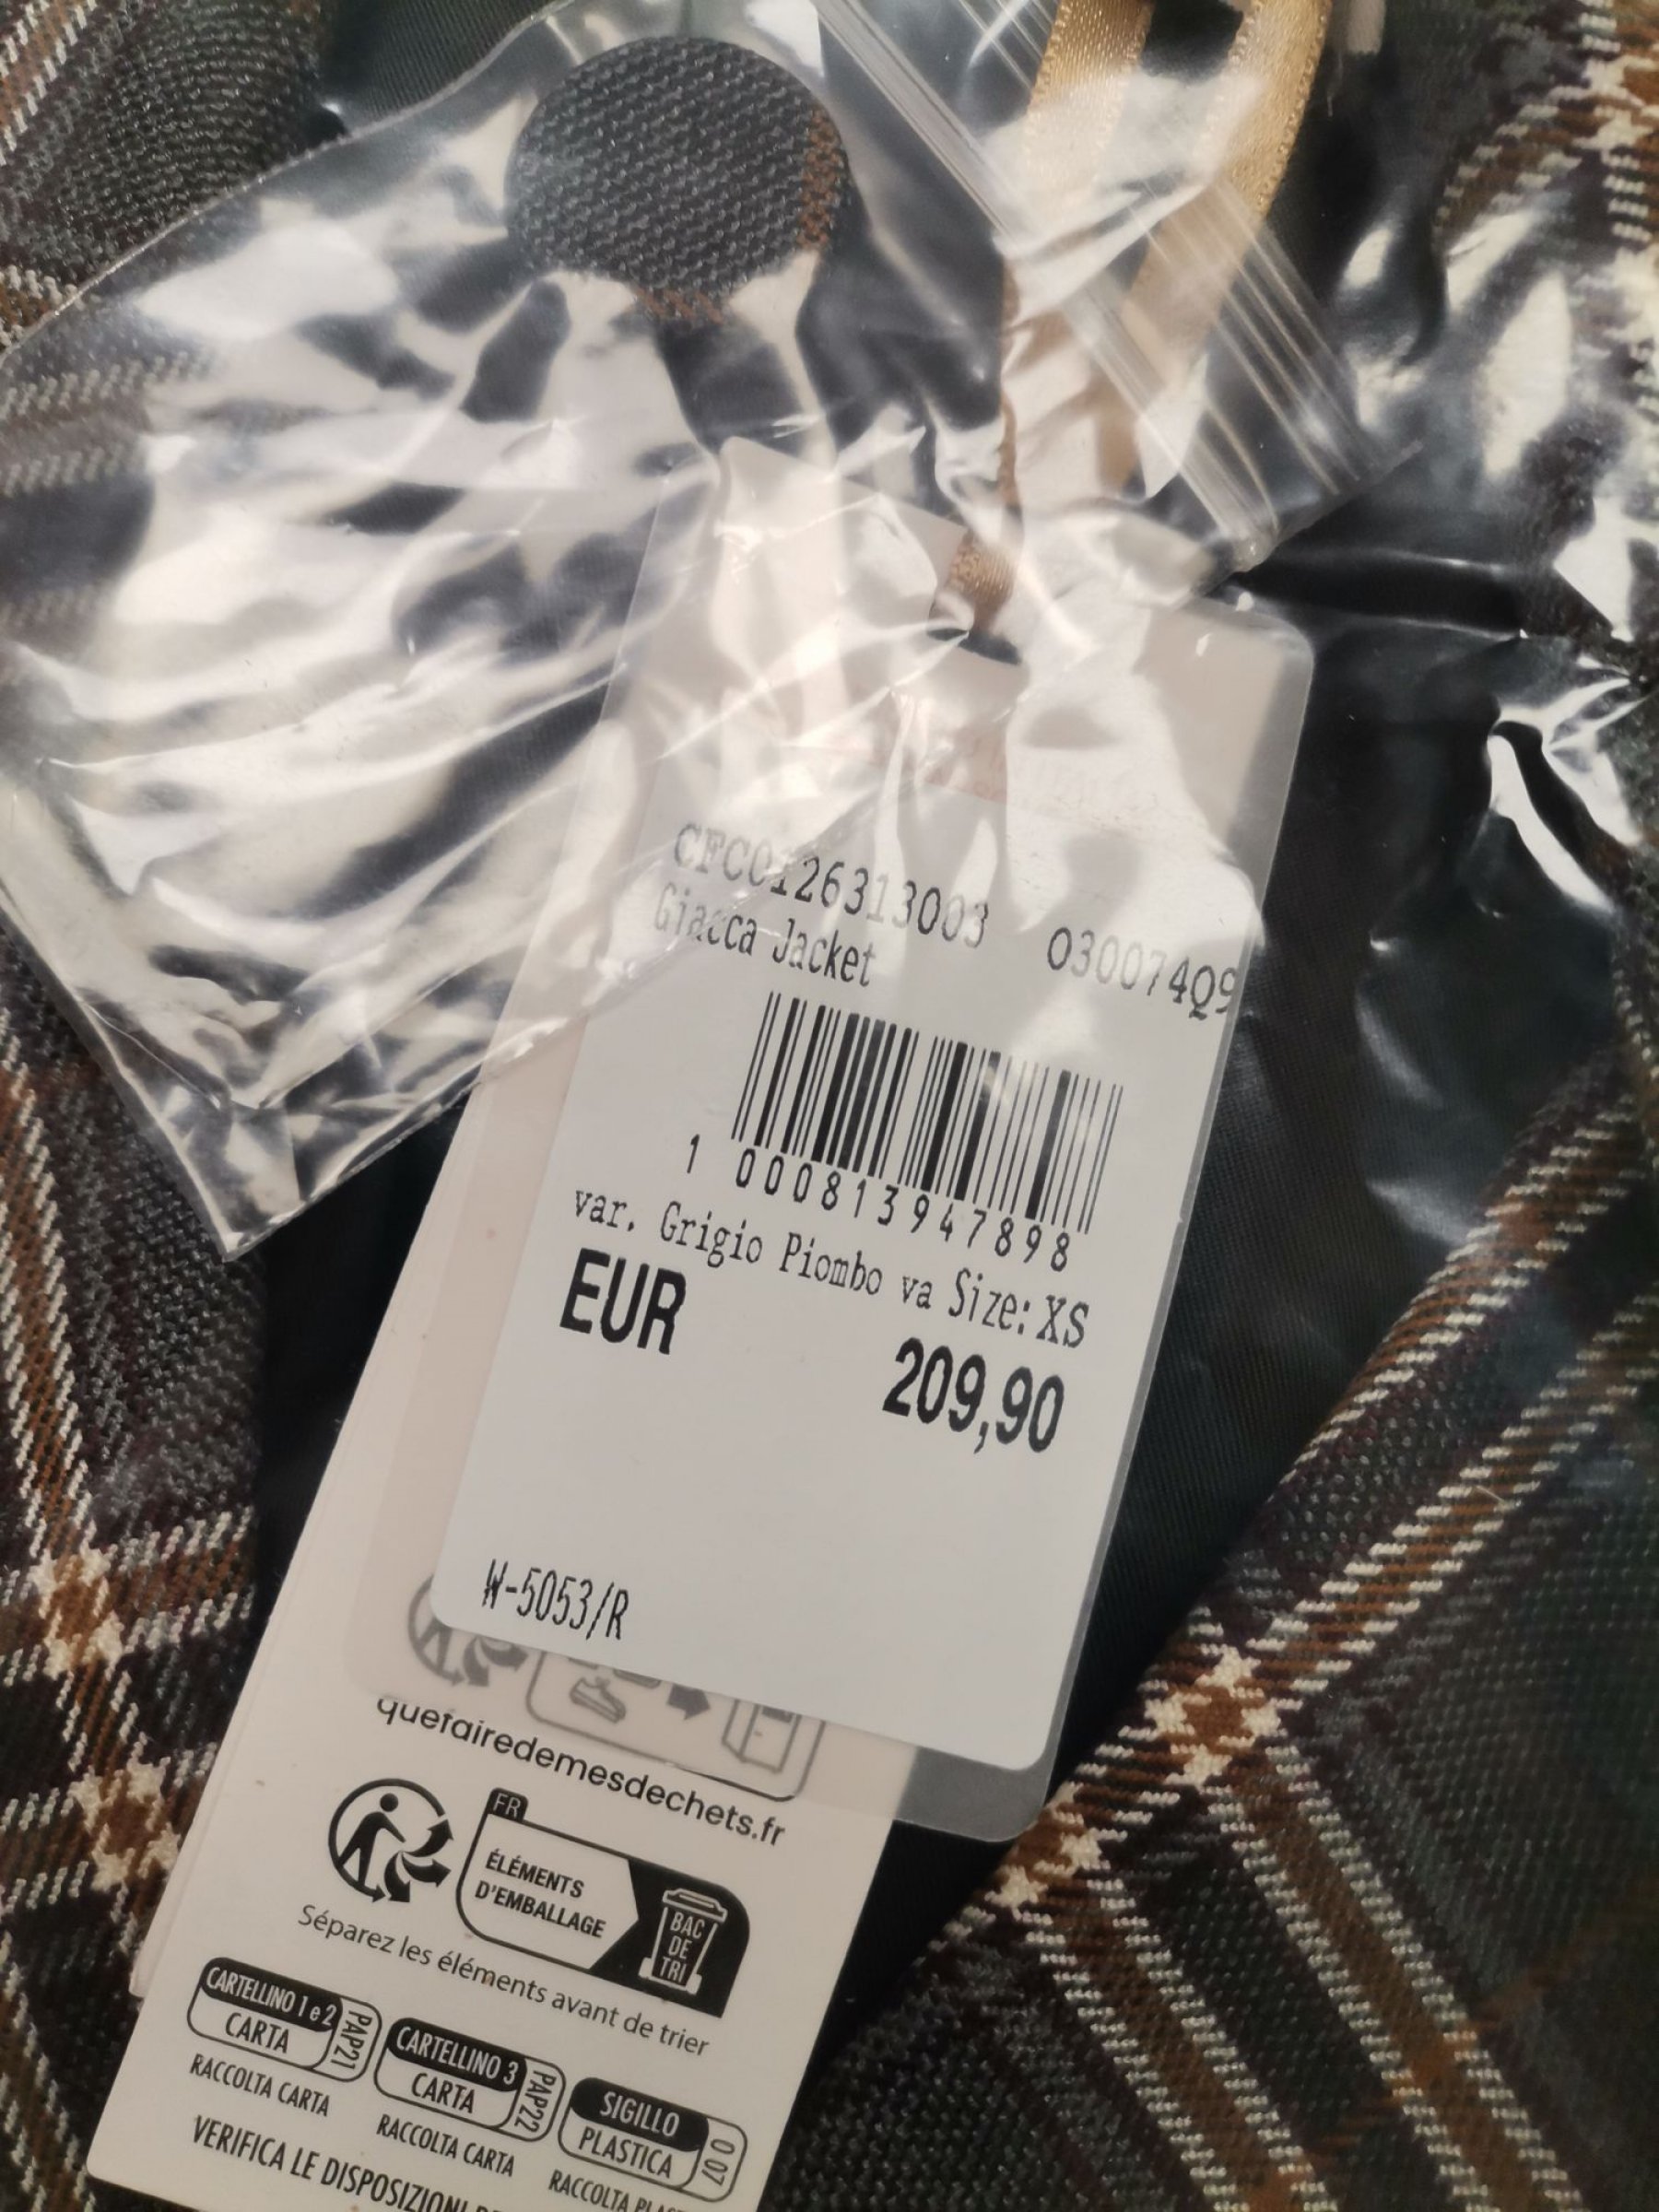 CFC0126313003 O30074Q9
Giacca Jacket
1 000813947898
var. Grigio Piombo va Size: XS
EUR 209,90
W-5053/R
quefairedemesdechets.fr
FR
ÉLÉMENTS
D'EMBALLAGE
BAC
DE
TRI
Séparez les éléments avant de trier
CARTELLINO 1 e 2
CARTA
PAP21
RACCOLTA CARTA
CARTELLINO 3
CARTA
PAP22
RACCOLTA CARTA
SIGILLO
PLASTICA
O 07
RACCOLTA
VERIFICA LE DISPOSIZIONI